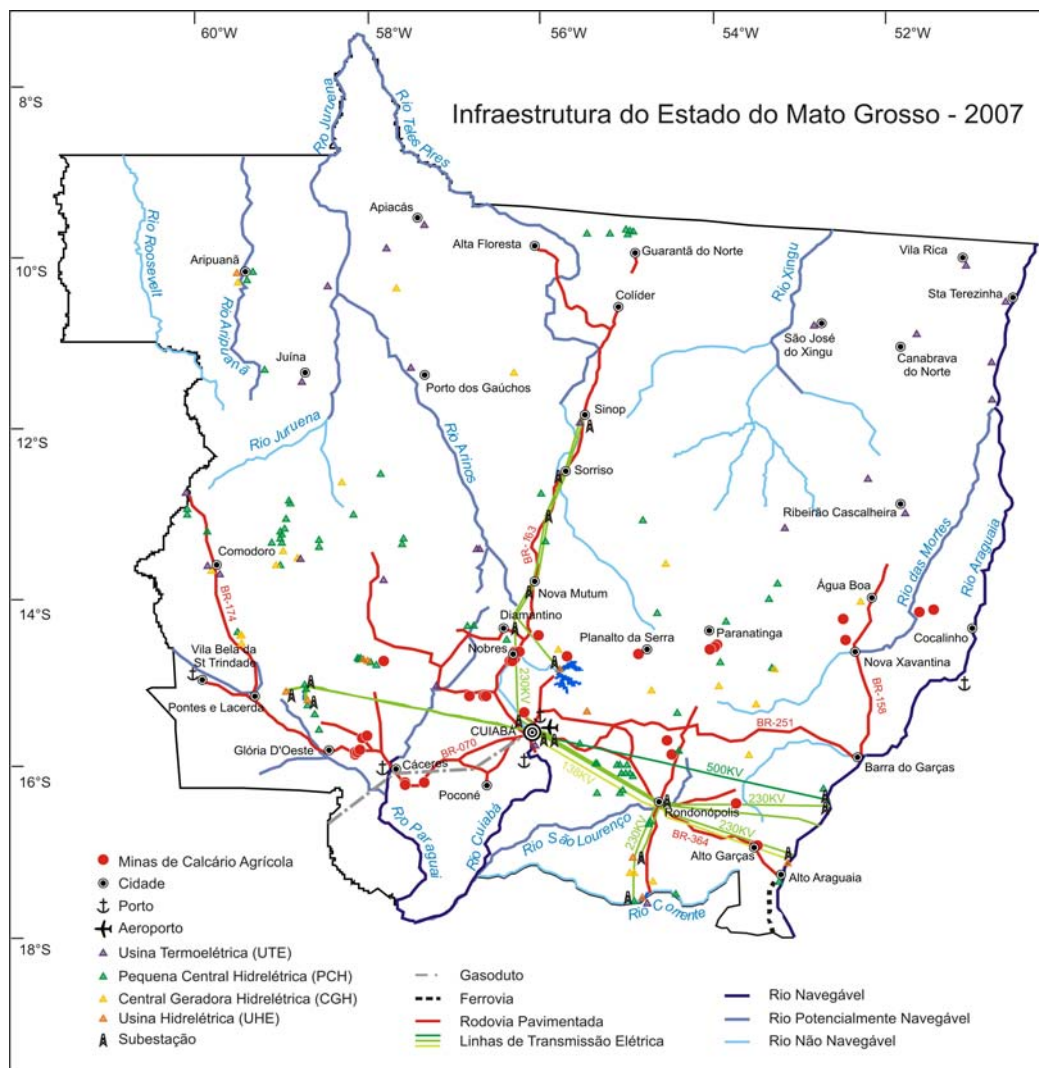 60°W
58°W
56°W
54°W
52°W
8°S
10°S
12°S
14°S
16°S
18°S
Infraestrutura do Estado do Mato Grosso - 2007
Rio Juruena
Rio Teles Pires
Rio Roosevelt
Apiacás
Alta Floresta
Guarantã do Norte
Rio Xingu
Vila Rica
Aripuanã
Rio Aripuanã
Colíder
Sta Terezinha
São José
do Xingu
Canabrava
do Norte
Juína
Porto dos Gaúchos
Sinop
Rio Juruena
Rio Arinos
Sorriso
Ribeirão Cascalheira
Rio das Mortes
Rio Araguaia
Comodoro
BR-174
BR-163
Nova Mutum
Água Boa
Diamantino
Nobres
Planalto da Serra
Paranatinga
Cocalinho
Vila Bela da
St Trindade
Nova Xavantina
Pontes e Lacerda
230KV
BR-158
CUIABÁ
BR-251
Glória D'Oeste
BR-070
Cáceres
138KV
500KV
Barra do Garças
Poconé
230KV
Rondonópolis
Rio Paraguai
Rio Cuiabá
Rio São Lourenço
230KV
230KV
BR-364
Alto Garças
Alto Araguaia
Rio Corrente
Minas de Calcário Agrícola
Cidade
Porto
Aeroporto
Usina Termoelétrica (UTE)
Pequena Central Hidrelétrica (PCH)
Central Geradora Hidrelétrica (CGH)
Usina Hidrelétrica (UHE)
Subestação
Gasoduto
Ferrovia
Rodovia Pavimentada
Linhas de Transmissão Elétrica
Rio Navegável
Rio Potencialmente Navegável
Rio Não Navegável